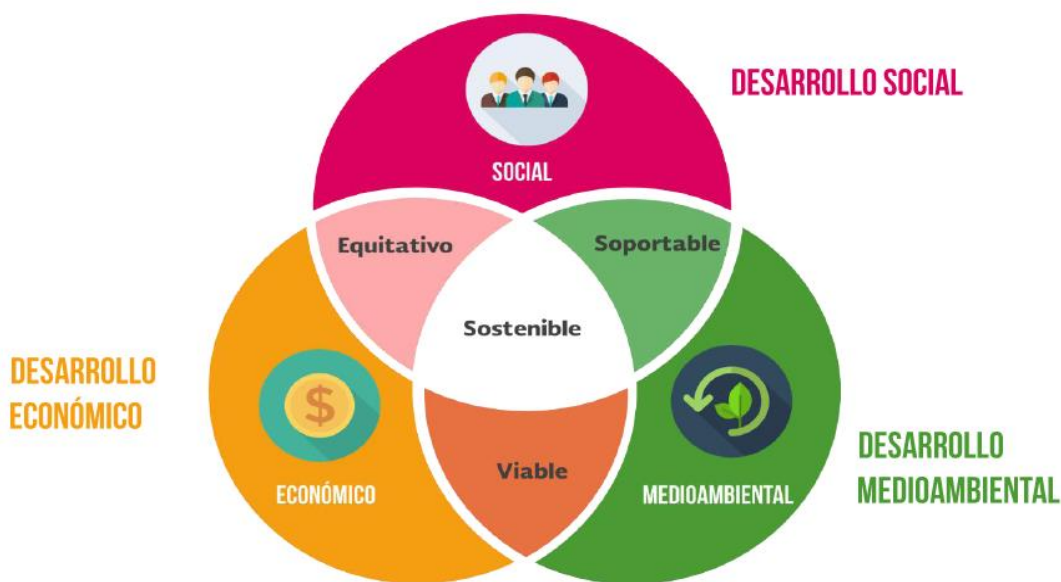 DESARROLLO SOCIAL
SOCIAL
Equitativo
Soportable
Sostenible
DESARROLLO
ECONÓMICO
$
Viable
ECONÓMICO
MEDIOAMBIENTAL
DESARROLLO
MEDIOAMBIENTAL